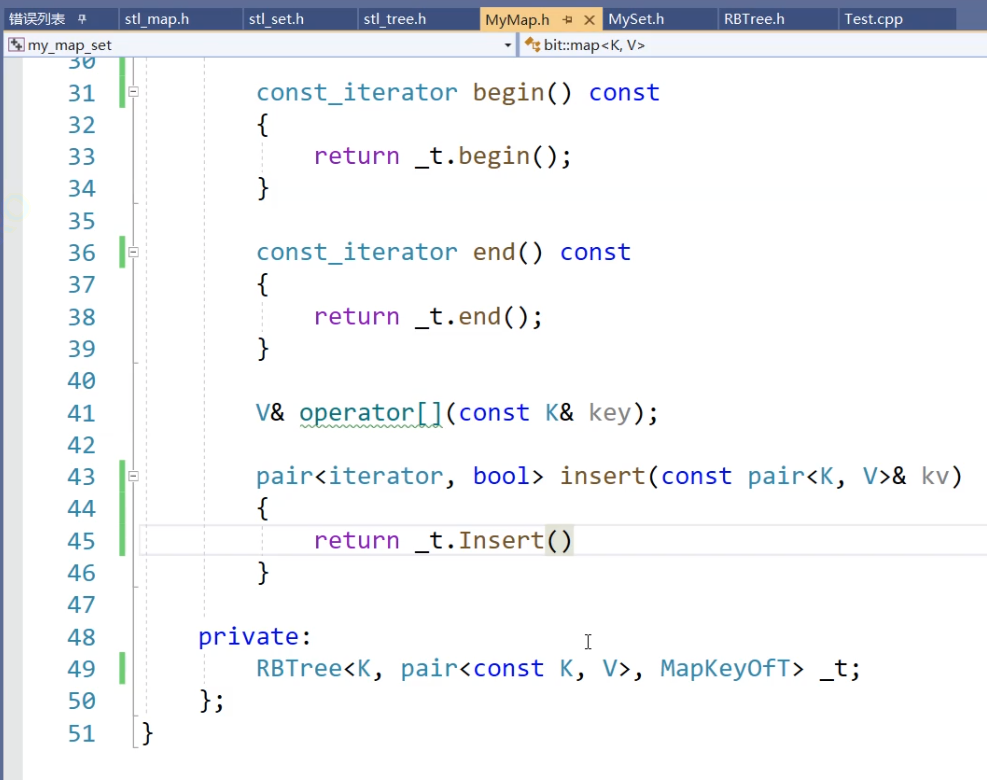 错误列表 stl_map.h stl_set.h stl_tree.h MyMap.h MySet.h RBTree.h Test.cpp
my_map_set bit::map<K, V>
30
31 const_iterator begin() const
32 {
33 return _t.begin();
34 }
35
36 const_iterator end() const
37 {
38 return _t.end();
39 }
40
41 V& operator[](const K& key);
42
43 pair<iterator, bool> insert(const pair<K, V>& kv)
44 {
45 return _t.Insert()
46 }
47
48 private:
49 RBTree<K, pair<const K, V>, MapKeyOfT> _t;
50 };
51 }